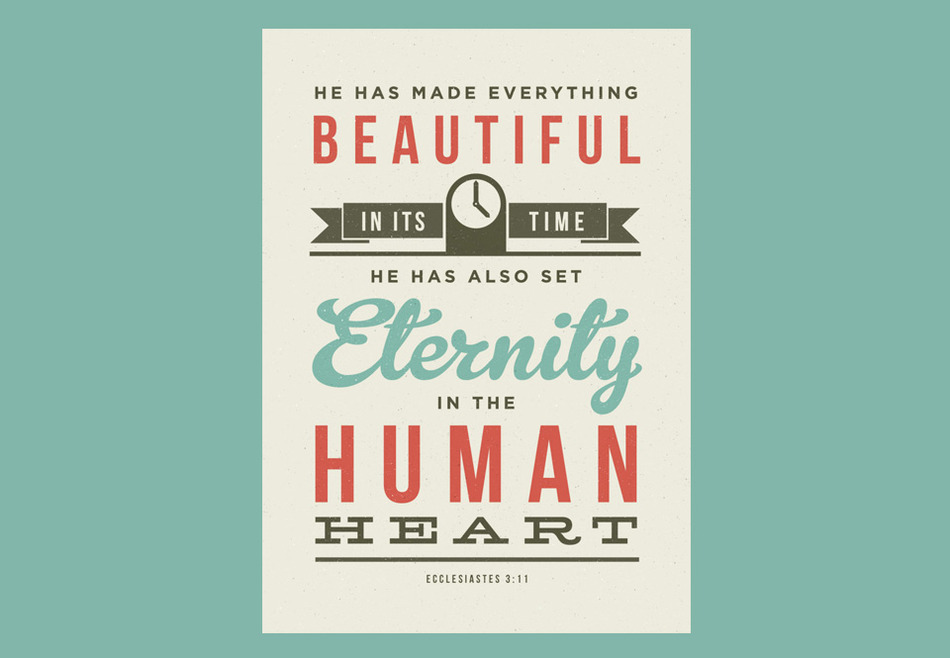 HE HAS MADE EVERYTHING
BEAUTIFUL
IN ITS TIME
HE HAS ALSO SET
Eternity
IN THE
HUMAN
HEART
ECCLESIASTES 3:11